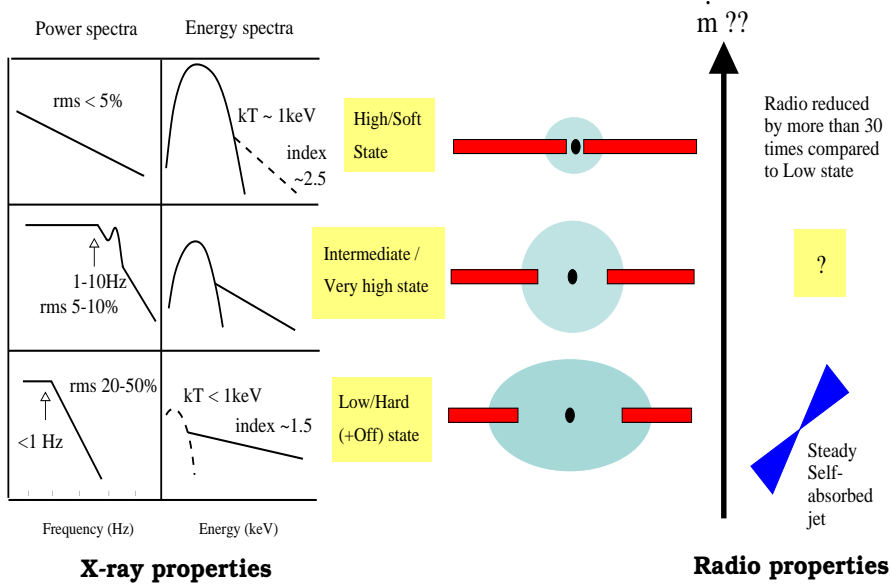 Power spectra
Energy spectra
ṁ ??
rms < 5%
kT ~ 1keV
index
~2.5
High/Soft
State
Radio reduced
by more than 30
times compared
to Low state
1-10Hz
rms 5-10%
Intermediate /
Very high state
?
rms 20-50%
<1 Hz
kT < 1keV
index ~1.5
Low/Hard
(+Off) state
Steady
Self-
absorbed
jet
Frequency (Hz)
Energy (keV)
X-ray properties
Radio properties